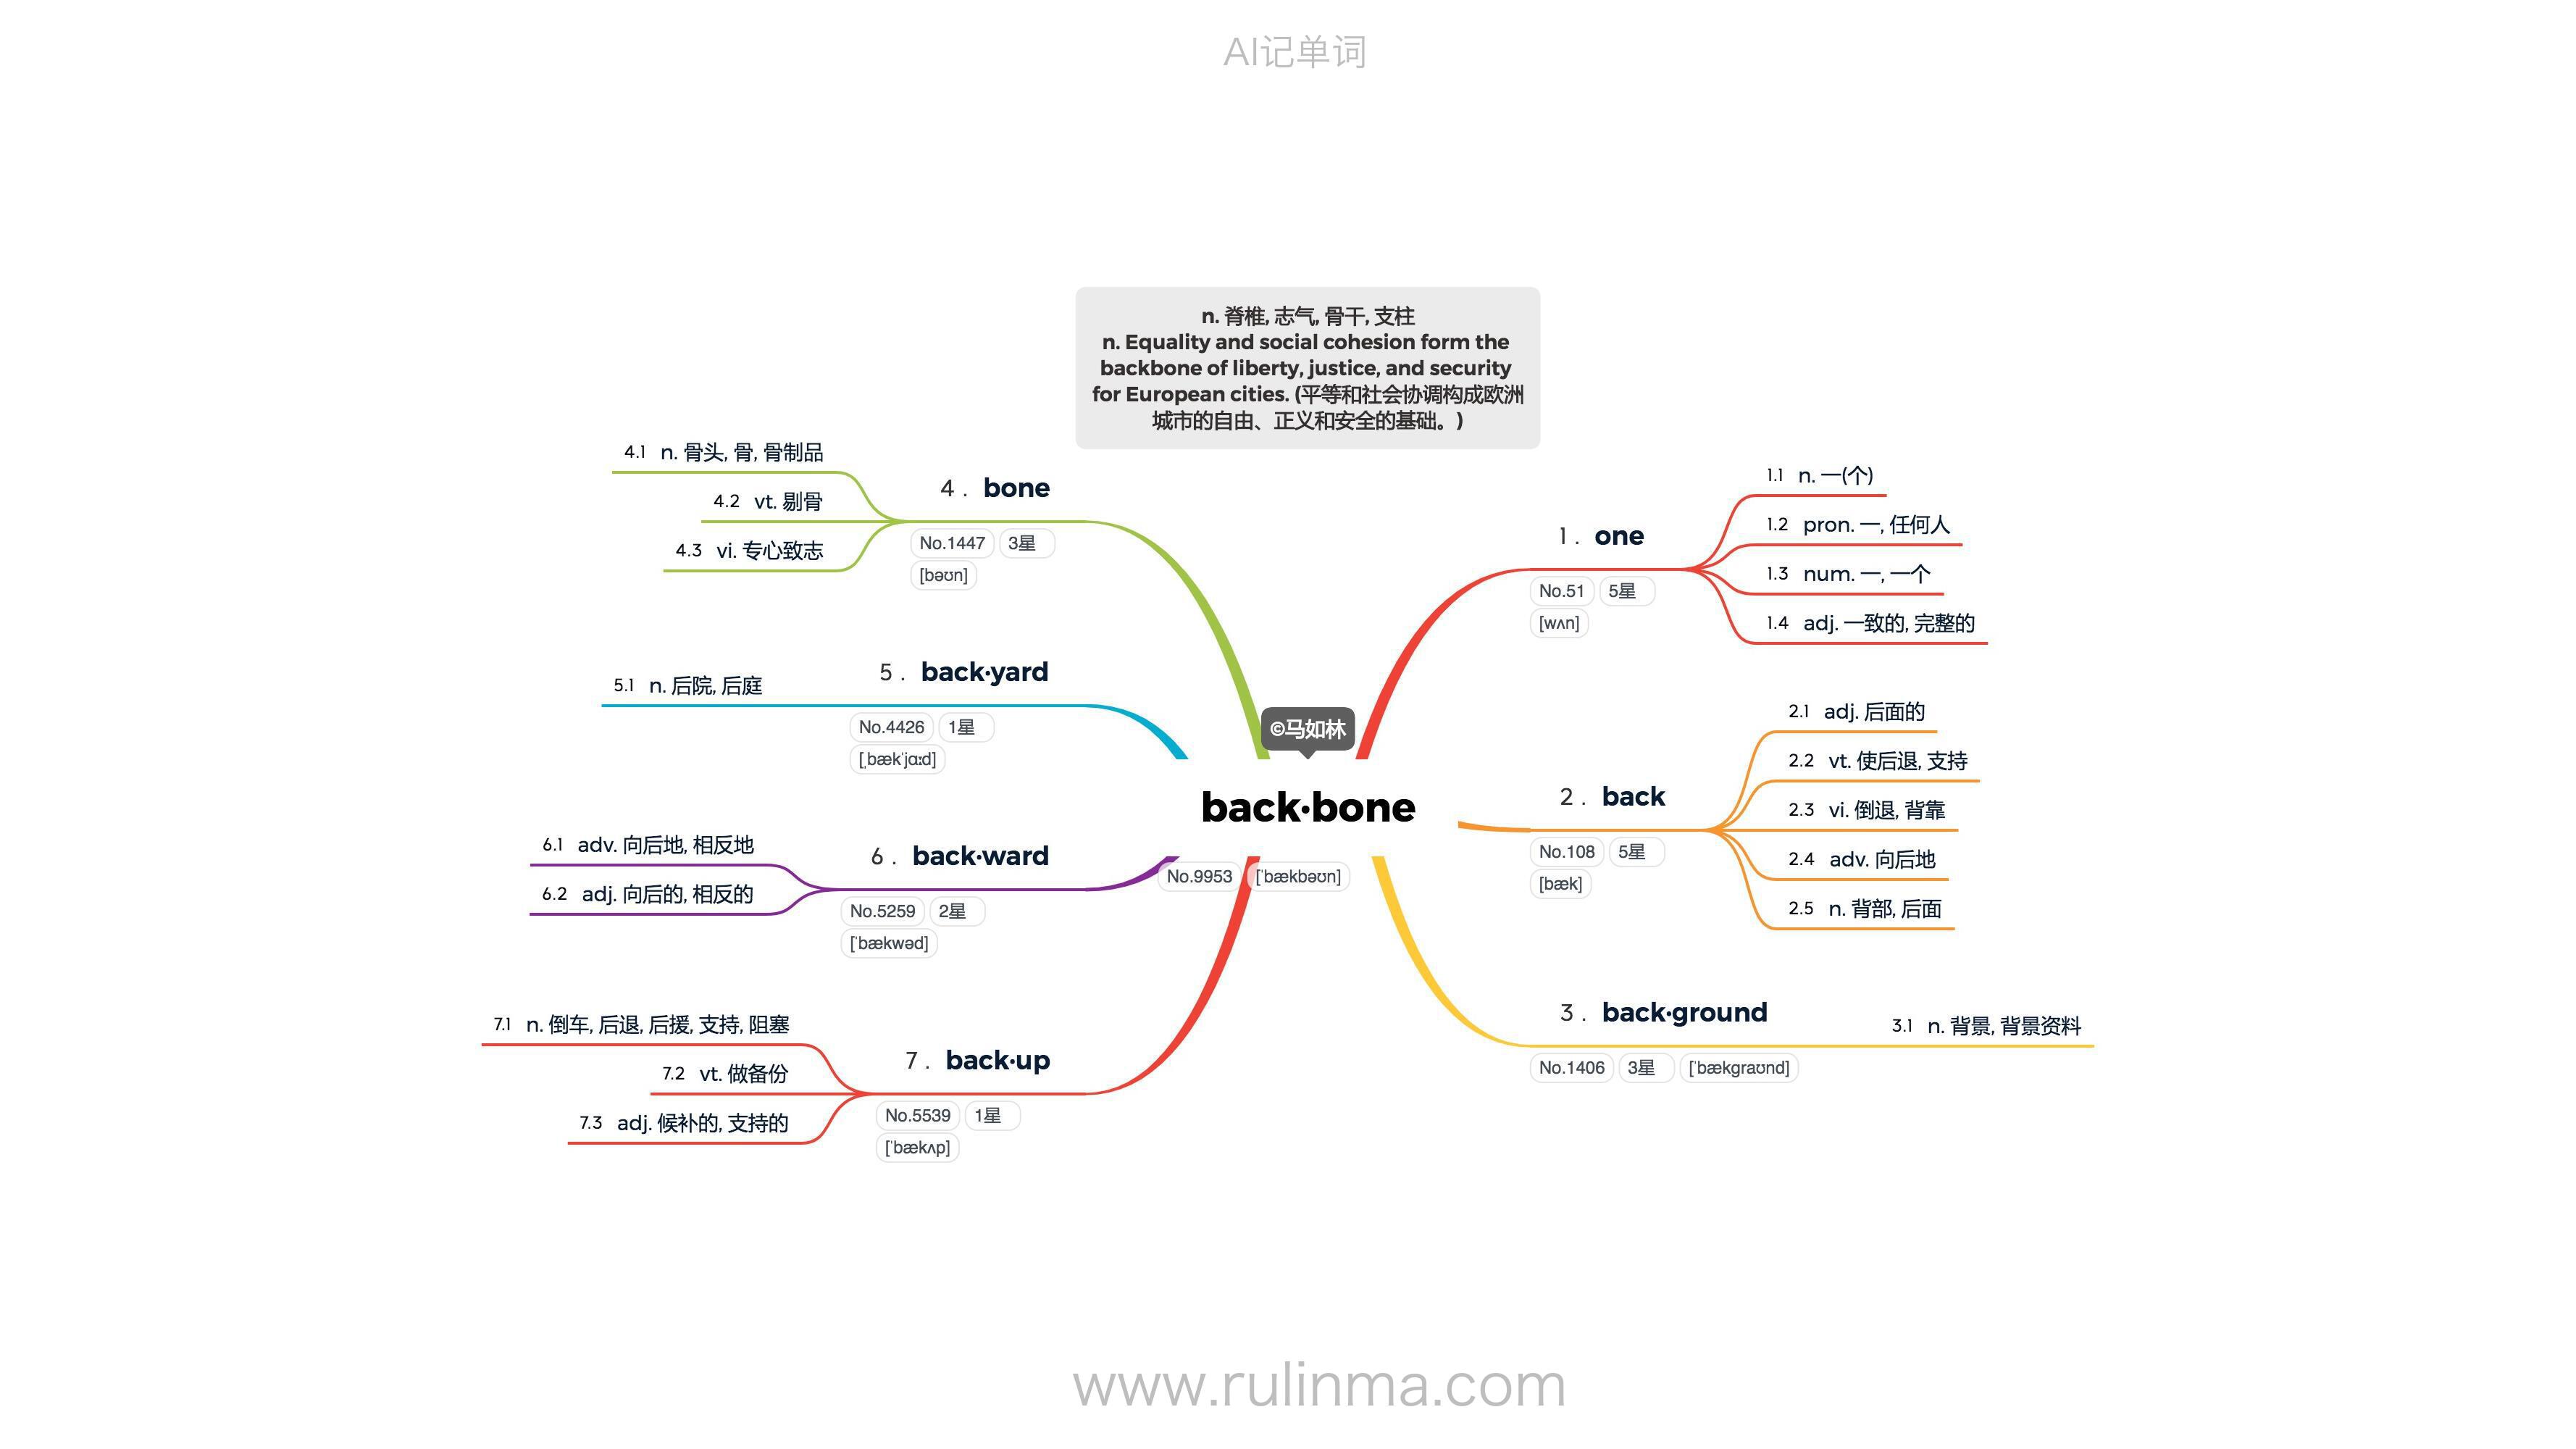 AI记单词
n. 脊椎, 志气, 骨干, 支柱
n. Equality and social cohesion form the
backbone of liberty, justice, and security
for European cities. (平等和社会协调构成欧洲
城市的自由、正义和安全的基础。)
©马如林
back·bone
No.9953 [ˈbækbəʊn]
1 . one
No.51 5星
[wʌn]
1.1 n. 一(个)
1.2 pron. 一, 任何人
1.3 num. 一, 一个
1.4 adj. 一致的, 完整的
2 . back
No.108 5星
[bæk]
2.1 adj. 后面的
2.2 vt. 使后退, 支持
2.3 vi. 倒退, 背靠
2.4 adv. 向后地
2.5 n. 背部, 后面
3 . back·ground
No.1406 3星 [ˈbækgraʊnd]
3.1 n. 背景, 背景资料
4 . bone
No.1447 3星
[bəʊn]
4.1 n. 骨头, 骨, 骨制品
4.2 vt. 剔骨
4.3 vi. 专心致志
5 . back·yard
No.4426 1星
[ˌbækˈjɑːd]
5.1 n. 后院, 后庭
6 . back·ward
No.5259 2星
[ˈbækwəd]
6.1 adv. 向后地, 相反地
6.2 adj. 向后的, 相反的
7 . back·up
No.5539 1星
[ˈbækʌp]
7.1 n. 倒车, 后退, 后援, 支持, 阻塞
7.2 vt. 做备份
7.3 adj. 候补的, 支持的
www.rulinma.com